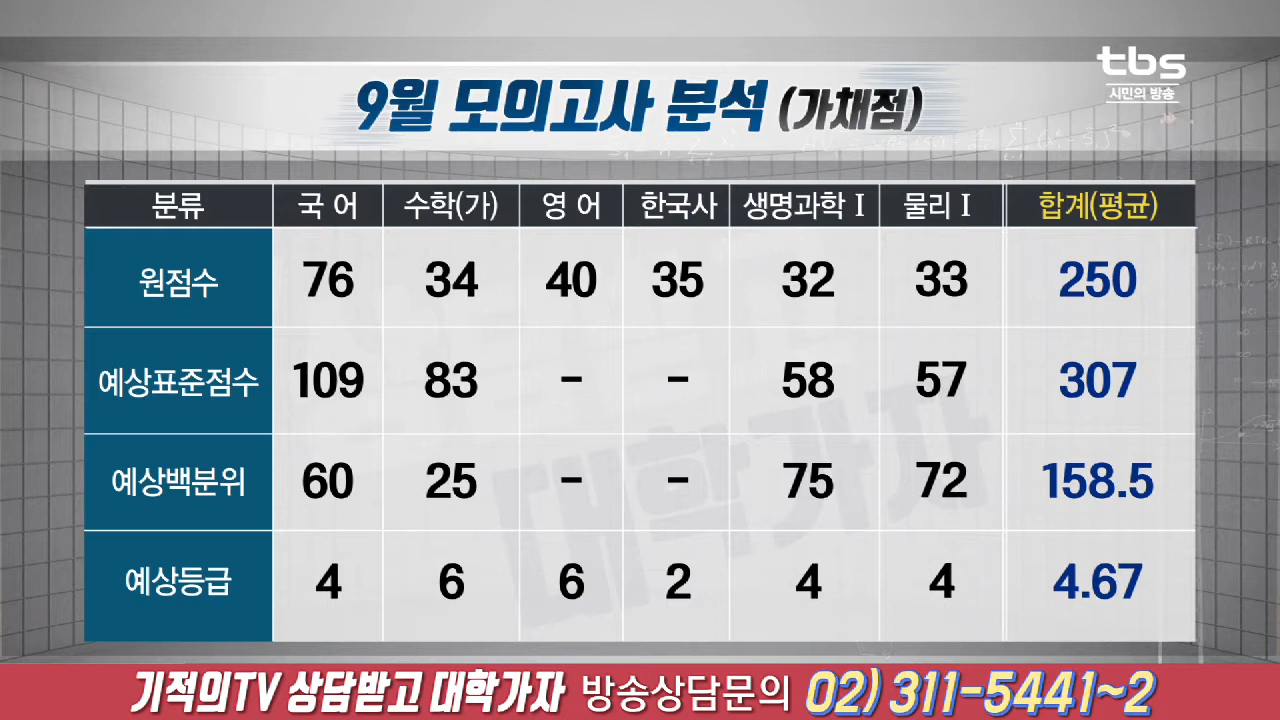 tbs
시민의 방송
9월 모의고사 분석 (가채점)
분류 국 어 수학(가) 영 어 한국사 생명과학 I 물리 I 합계(평균)
원점수 76 34 40 35 32 33 250
예상표준점수 109 83 - - 58 57 307
예상백분위 60 25 - - 75 72 158.5
예상등급 4 6 6 2 4 4 4.67
대학가자
기적의TV 상담받고 대학가자 방송상담문의 02) 311-5441~2